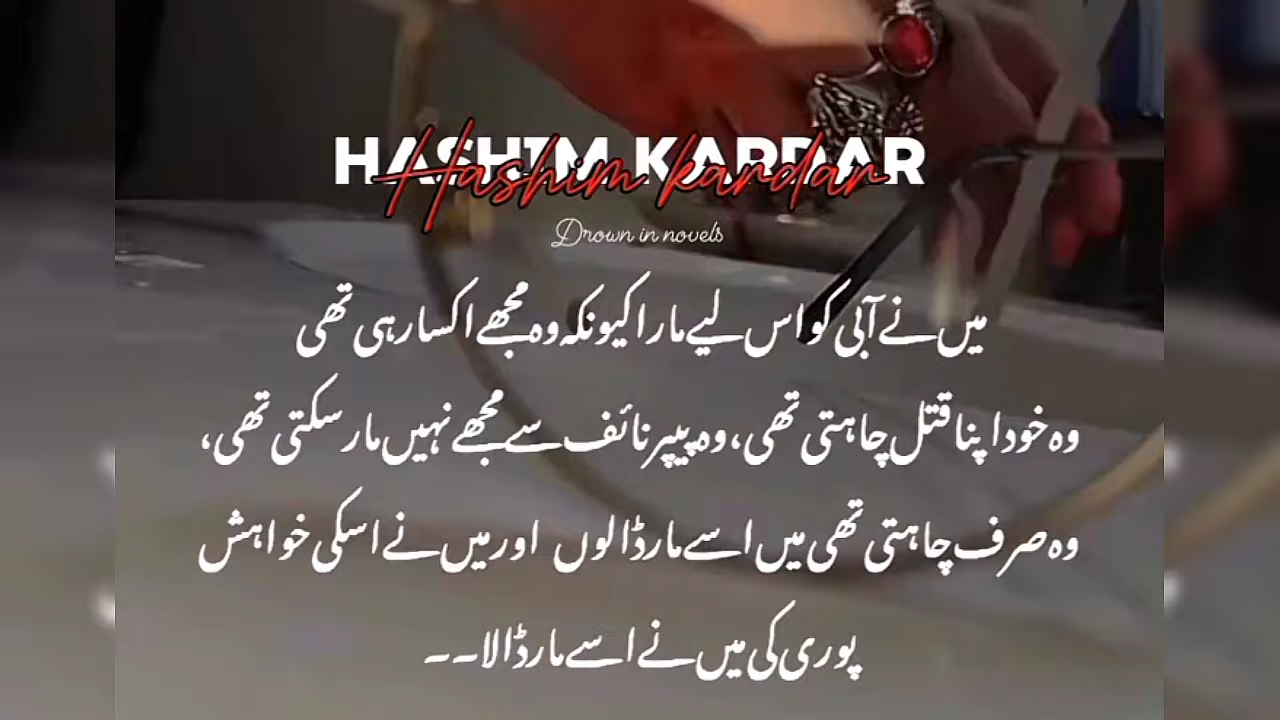 HASHIM KARDAR
Hashim kardar
Drown in novels
میں نے آبی کو اس لیے مارا کیونکہ وہ مجھے اکسا رہی تھی
وہ خود اپنا قتل چاہتی تھی، وہ پیپر نائف سے مجھے نہیں مار سکتی تھی،
وہ صرف چاہتی تھی میں اسے مار ڈالوں اور میں نے اسکی خواہش
پوری کی میں نے اسے مار ڈالا۔۔